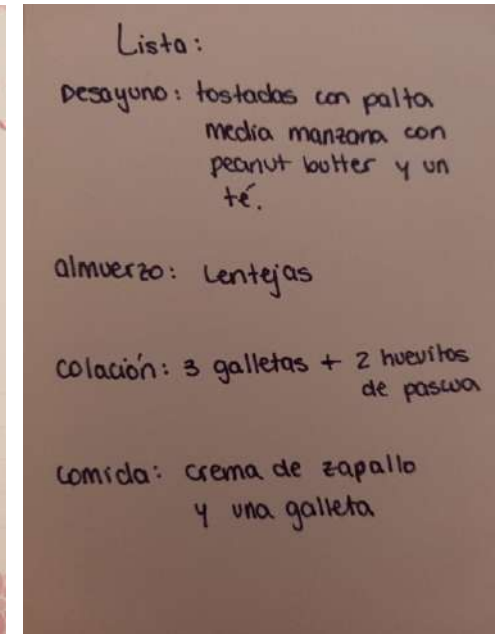 Lista:
Desayuno: tostadas con palta
media manzana con
peanut butter y un
té.
almuerzo: Lentejas
colación: 3 galletas + 2 huevitos
de pascua
comida: crema de zapallo
y una galleta